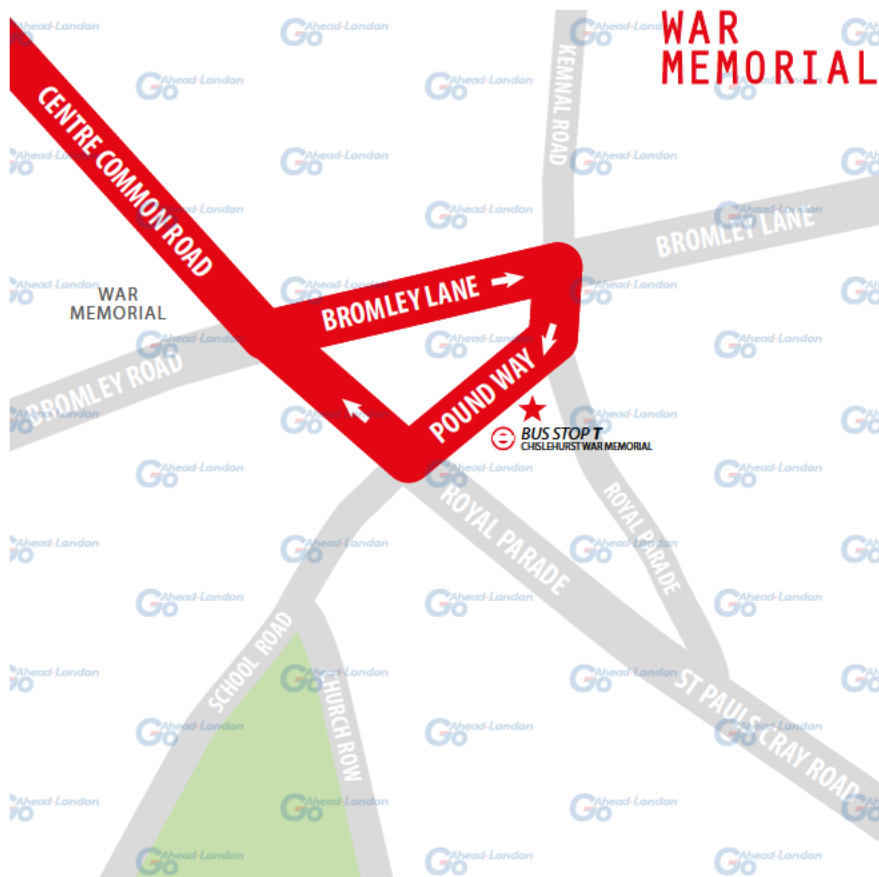 WAR
MEMORIAL
KEMNAL ROAD
CENTRE COMMON ROAD
BROMLEY LANE
BROMLEY LANE
WAR
MEMORIAL
BROMLEY ROAD
POUND WAY
BUS STOP T
CHISLEHURST WAR MEMORIAL
ROYAL PARADE
ROYAL PARADE
SCHOOL ROAD
CHURCH ROW
ST PAULS CRAY ROAD
Go Ahead-London